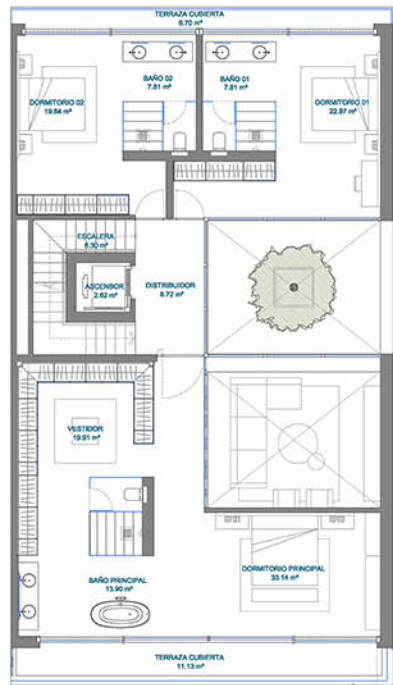 TERRAZA CUBIERTA
6.70 m²
BAÑO 02
7.81 m²
BAÑO 01
7.81 m²
DORMITORIO 02
19.64 m²
DORMITORIO 01
22.97 m²
ESCALERA
8.30 m²
ASCENSOR
2.62 m²
DISTRIBUIDOR
8.72 m²
VESTIDOR
19.91 m²
BAÑO PRINCIPAL
13.90 m²
DORMITORIO PRINCIPAL
33.14 m²
TERRAZA CUBIERTA
11.13 m²